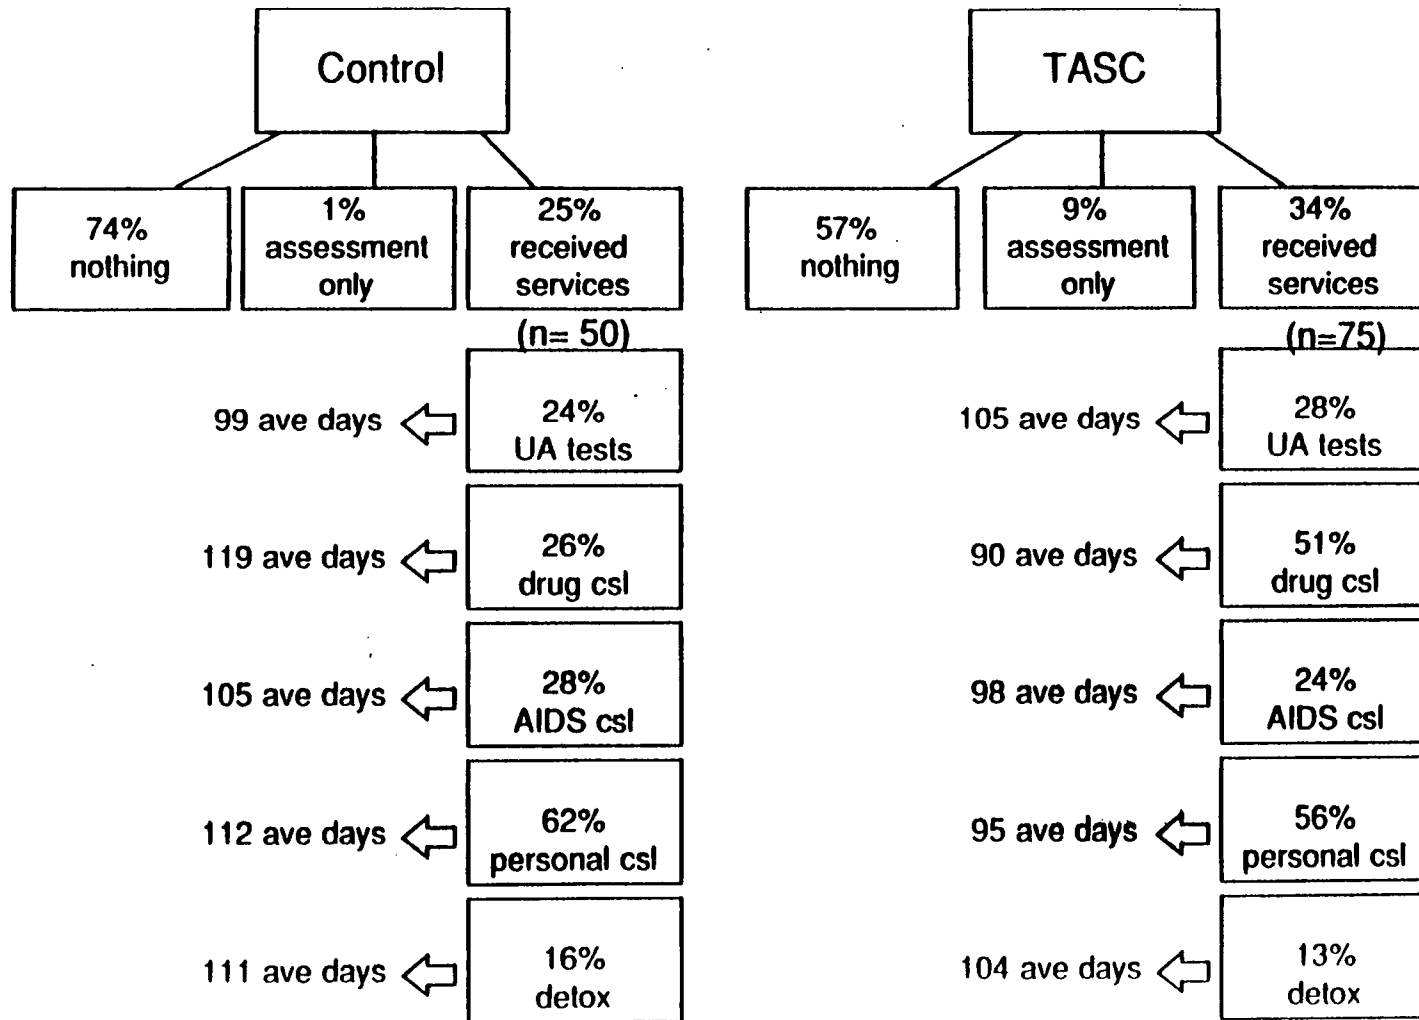 Control
74%
nothing
1%
assessment
only
25%
received
services
(n= 50)
99 ave days
24%
UA tests
119 ave days
26%
drug csl
105 ave days
28%
AIDS csl
112 ave days
62%
personal csl
111 ave days
16%
detox
TASC
57%
nothing
9%
assessment
only
34%
received
services
(n=75)
105 ave days
28%
UA tests
90 ave days
51%
drug csl
98 ave days
24%
AIDS csl
95 ave days
56%
personal csl
104 ave days
13%
detox